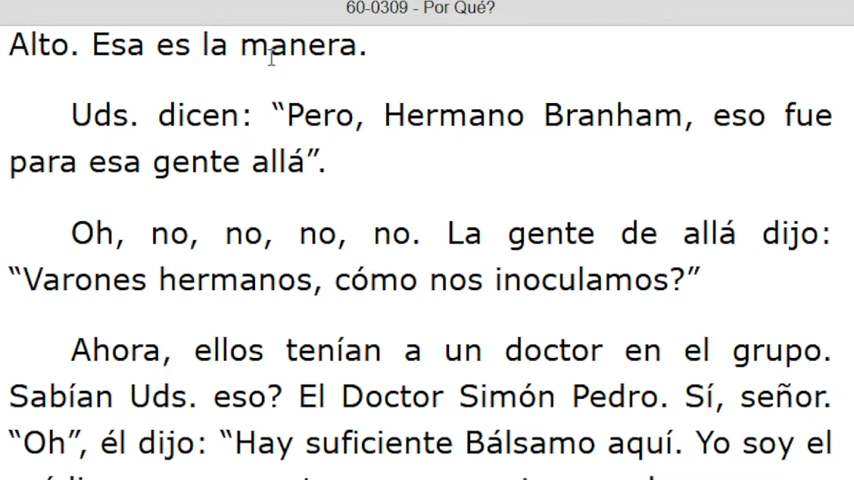 60-0309 - Por Qué?
Alto. Esa es la manera.
Uds. dicen: “Pero, Hermano Branham, eso fue
para esa gente allá”.
Oh, no, no, no, no. La gente de allá dijo:
“Varones hermanos, cómo nos inoculamos?”
Ahora, ellos tenían a un doctor en el grupo.
Sabían Uds. eso? El Doctor Simón Pedro. Sí, señor.
“Oh”, él dijo: “Hay suficiente Bálsamo aquí. Yo soy el